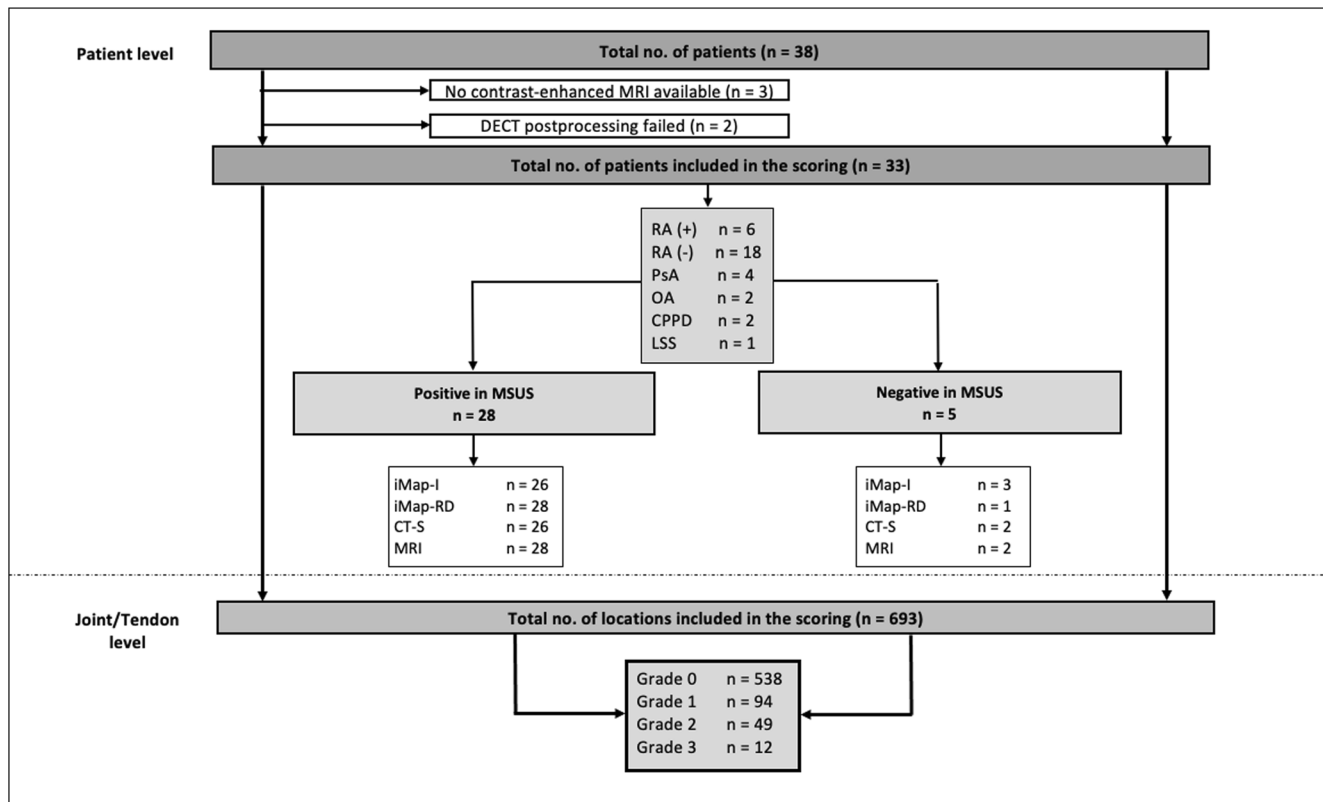 Patient level
Total no. of patients (n = 38)
No contrast-enhanced MRI available (n = 3)
DECT postprocessing failed (n = 2)
Total no. of patients included in the scoring (n = 33)
RA (+) n = 6
RA (-) n = 18
PsA n = 4
OA n = 2
CPPD n = 2
LSS n = 1
Positive in MSUS
n = 28
Negative in MSUS
n = 5
iMap-I n = 26
iMap-RD n = 28
CT-S n = 26
MRI n = 28
iMap-I n = 3
iMap-RD n = 1
CT-S n = 2
MRI n = 2
Joint/Tendon
level
Total no. of locations included in the scoring (n = 693)
Grade 0 n = 538
Grade 1 n = 94
Grade 2 n = 49
Grade 3 n = 12